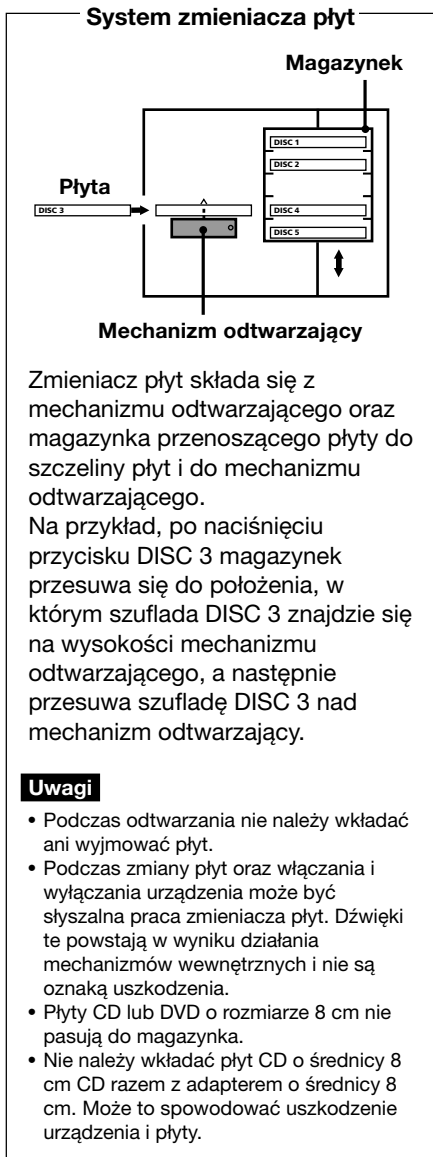 System zmieniacza płyt
Magazynek
DISC 1
DISC 2
Płyta
DISC 3
DISC 4
DISC 5
Mechanizm odtwarzający
Zmieniacz płyt składa się z
mechanizmu odtwarzającego oraz
magazynka przenoszącego płyty do
szczeliny płyt i do mechanizmu
odtwarzającego.
Na przykład, po naciśnięciu
przycisku DISC 3 magazynek
przesuwa się do położenia, w
którym szuflada DISC 3 znajdzie się
na wysokości mechanizmu
odtwarzającego, a następnie
przesuwa szufladę DISC 3 nad
mechanizm odtwarzający.
Uwagi
• Podczas odtwarzania nie należy wkładać
ani wyjmować płyt.
• Podczas zmiany płyt oraz włączania i
wyłączania urządzenia może być
słyszalna praca zmieniacza płyt. Dźwięki
te powstają w wyniku działania
mechanizmów wewnętrznych i nie są
oznaką uszkodzenia.
• Płyty CD lub DVD o rozmiarze 8 cm nie
pasują do magazynka.
• Nie należy wkładać płyt CD o średnicy 8
cm CD razem z adapterem o średnicy 8
cm. Może to spowodować uszkodzenie
urządzenia i płyty.